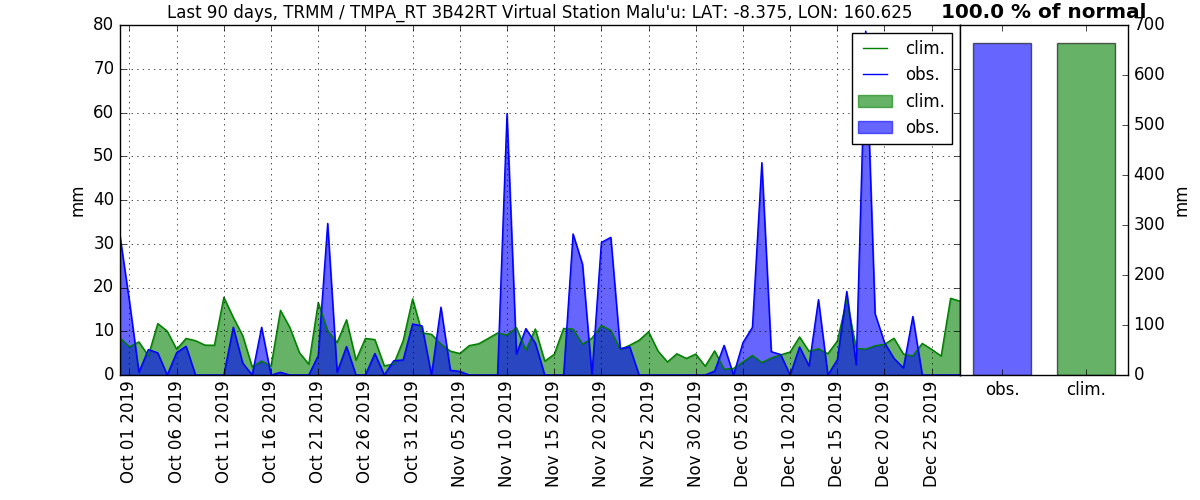 Last 90 days, TRMM / TMPA_RT 3B42RT Virtual Station Malu'u: LAT: -8.375, LON: 160.625
100.0 % of normal
80
70
60
50
40
30
20
10
0
mm
clim.
obs.
clim.
obs.
700
600
500
400
300
200
100
0
mm
Oct 01 2019
Oct 06 2019
Oct 11 2019
Oct 16 2019
Oct 21 2019
Oct 26 2019
Oct 31 2019
Nov 05 2019
Nov 10 2019
Nov 15 2019
Nov 20 2019
Nov 25 2019
Nov 30 2019
Dec 05 2019
Dec 10 2019
Dec 15 2019
Dec 20 2019
Dec 25 2019
obs.
clim.